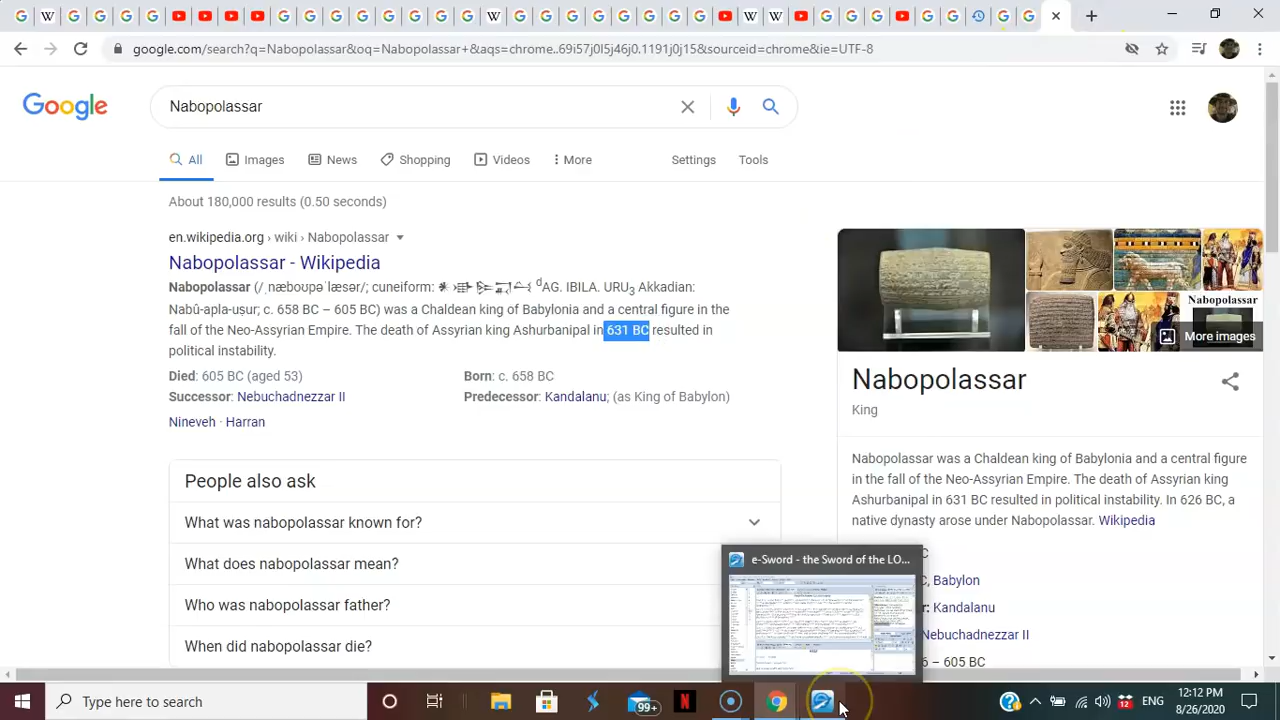 google.com/search?q=Nabopolassar&oq=Nabopolassar+&aqs=chrome..69i57j0l5j46j0.1191j0j15&sourceid=chrome&ie=UTF-8
Google
Nabopolassar
All
Images
News
Shopping
Videos
More
Settings
Tools
About 180,000 results (0.50 seconds)
en.wikipedia.org › wiki › Nabopolassar
Nabopolassar - Wikipedia
Nabopolassar (/ˌnæboʊpəˈlæsər/; cuneiform: dAG. IBILA. URU3 Akkadian:
Nabû-apla-uṣur; c. 658 BC – 605 BC) was a Chaldean king of Babylonia and a central figure in the
fall of the Neo-Assyrian Empire. The death of Assyrian king Ashurbanipal in 631 BC resulted in
political instability.
Died: 605 BC (aged 53)
Born: c. 658 BC
Successor: Nebuchadnezzar II
Predecessor: Kandalanu; (as King of Babylon)
Nineveh · Harran
People also ask
What was nabopolassar known for?
What does nabopolassar mean?
was nabopolassar father?
did nabopolassar die?
Nabopolassar
More images
Nabopolassar
King
Nabopolassar was a Chaldean king of Babylonia and a central figure
in the fall of the Neo-Assyrian Empire. The death of Assyrian king
Ashurbanipal in 631 BC resulted in political instability. In 626 BC, a
native dynasty arose under Nabopolassar. Wikipedia
C
C, Babylon
Kandalanu
Nebuchadnezzar II
6 – 605 BC
e-Sword - the Sword of the LO...
Type here to search
99+
12
ENG
12:12 PM
8/26/2020